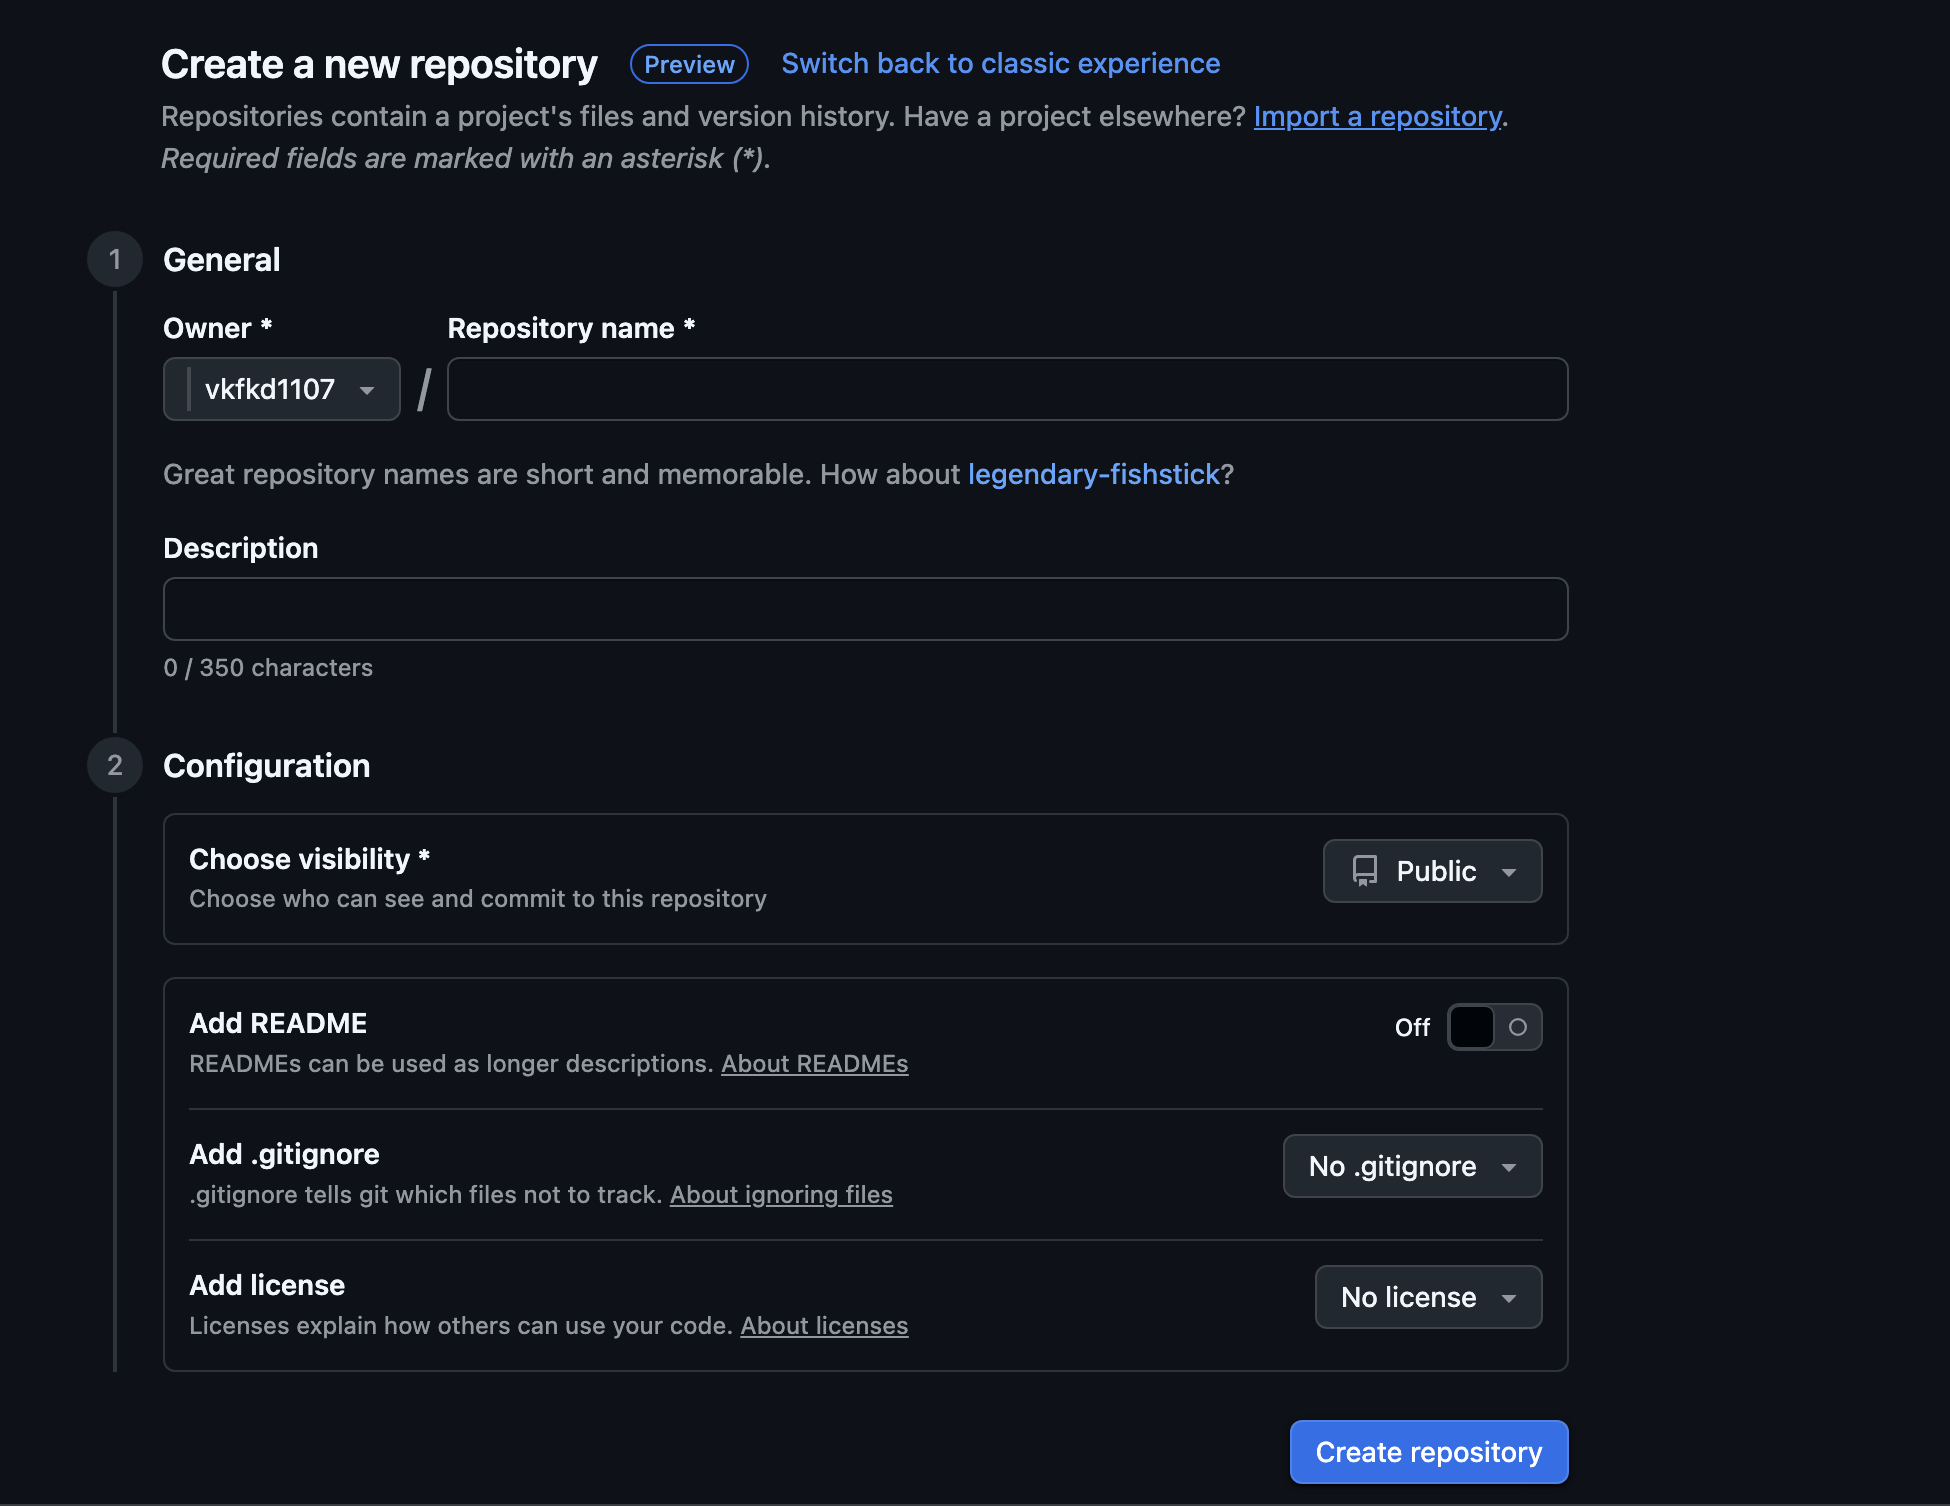 Create a new repository Preview Switch back to classic experience
Repositories contain a project's files and version history. Have a project elsewhere? Import a repository.
Required fields are marked with an asterisk (*).
1 General
Owner * Repository name *
vkfkd1107 /
Great repository names are short and memorable. How about legendary-fishstick?
Description
0 / 350 characters
2 Configuration
Choose visibility *
Choose who can see and commit to this repository
Public
Add README
READMEs can be used as longer descriptions. About READMEs
Off
Add .gitignore
.gitignore tells git which files not to track. About ignoring files
No .gitignore
Add license
Licenses explain how others can use your code. About licenses
No license
Create repository